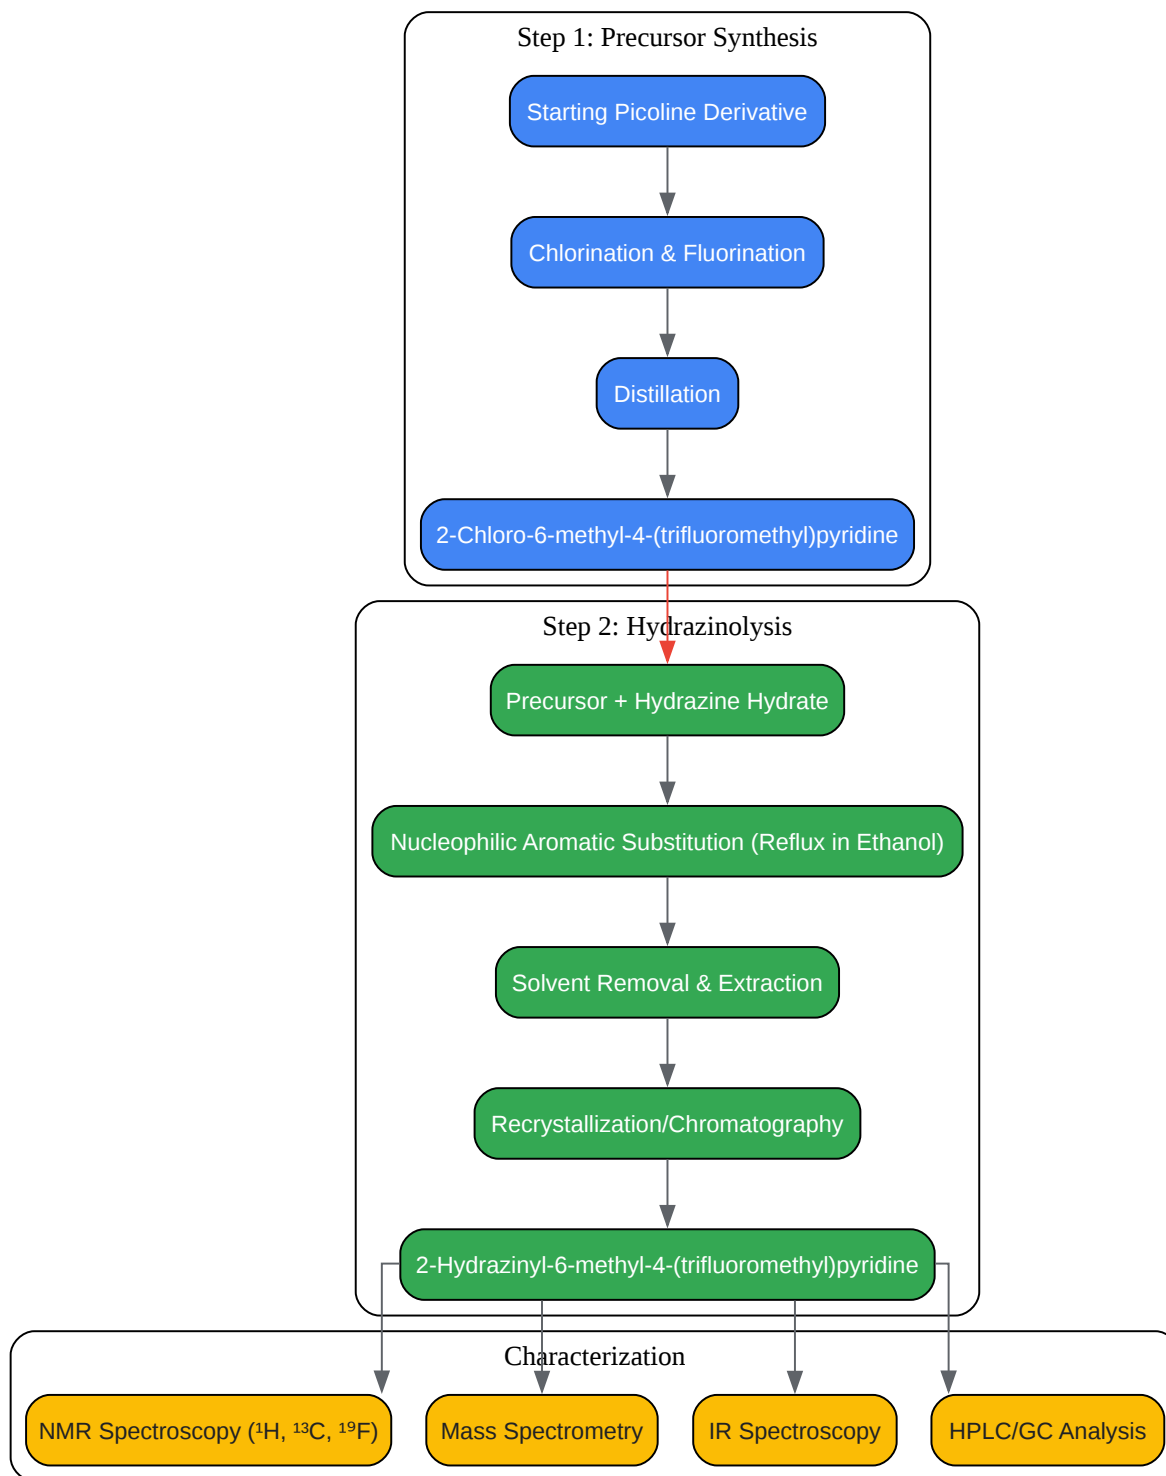 Step 1: Precursor Synthesis
Starting Picoline Derivative
Chlorination & Fluorination
Distillation
2-Chloro-6-methyl-4-(trifluoromethyl)pyridine
Step 2: Hydrazinolysis
Precursor + Hydrazine Hydrate
Nucleophilic Aromatic Substitution (Reflux in Ethanol)
Solvent Removal & Extraction
Recrystallization/Chromatography
2-Hydrazinyl-6-methyl-4-(trifluoromethyl)pyridine
Characterization
NMR Spectroscopy (¹H, ¹³C, ¹⁹F)
Mass Spectrometry
IR Spectroscopy
HPLC/GC Analysis